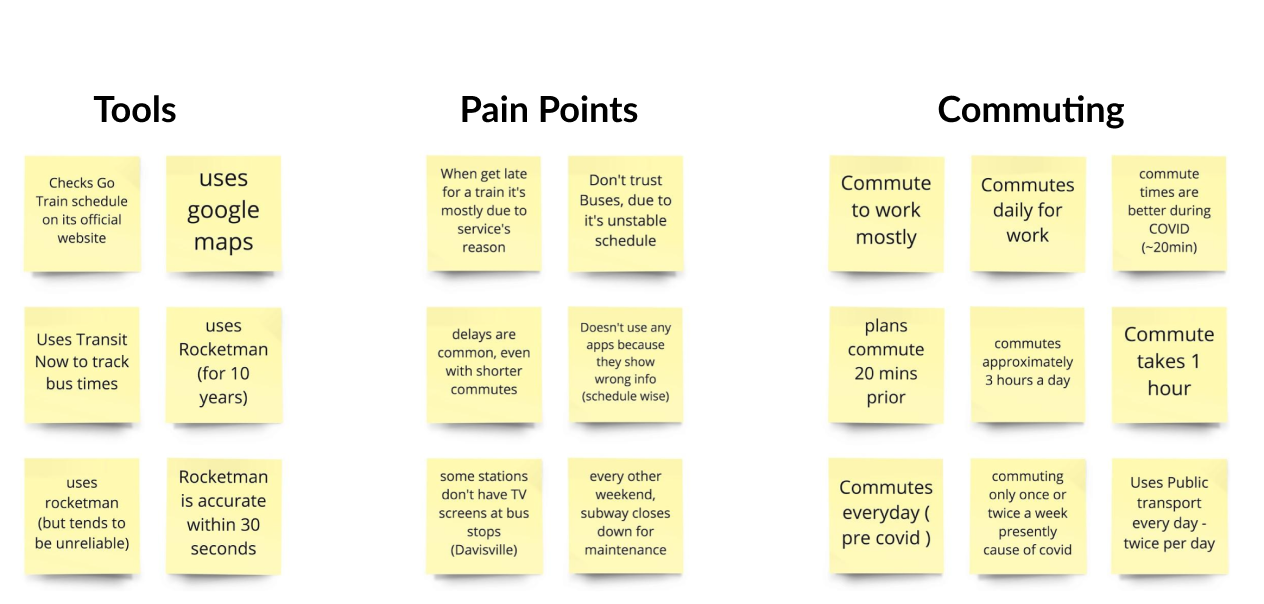 Tools
Checks Go
Train schedule
on its official
website
uses
google
maps
Uses Transit
Now to track
bus times
uses
Rocketman
(for 10
years)
uses
rocketman
(but tends to
be unreliable)
Rocketman
is accurate
within 30
seconds
Pain Points
When get late
for a train it's
mostly due to
service's
reason
Don't trust
Buses, due to
it's unstable
schedule
delays are
common, even
with shorter
commutes
Doesn't use any
apps because
they show
wrong info
(schedule wise)
some stations
don't have TV
screens at bus
stops
(Davisville)
every other
weekend,
subway closes
down for
maintenance
Commuting
Commute
to work
mostly
Commutes
daily for
work
commute
times are
better during
COVID
(~20min)
plans
commute
20 mins
prior
commutes
approximately
3 hours a day
Commute
takes 1
hour
Commutes
everyday (
pre covid )
commuting
only once or
twice a week
presently
cause of covid
Uses Public
transport
every day -
twice per day